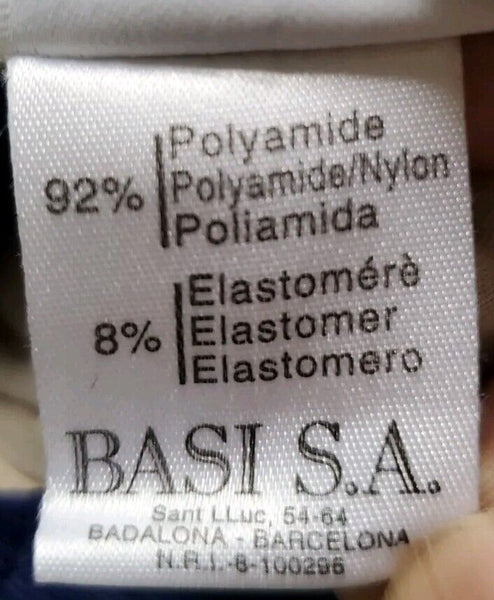 92%
Polyamide
Polyamide/Nylon
Poliamida
8%
Elastomérè
Elastomer
Elastomero
BASI S.A.
Sant LLuc, 54-64
BADALONA - BARCELONA
N.R.I.-8-100296